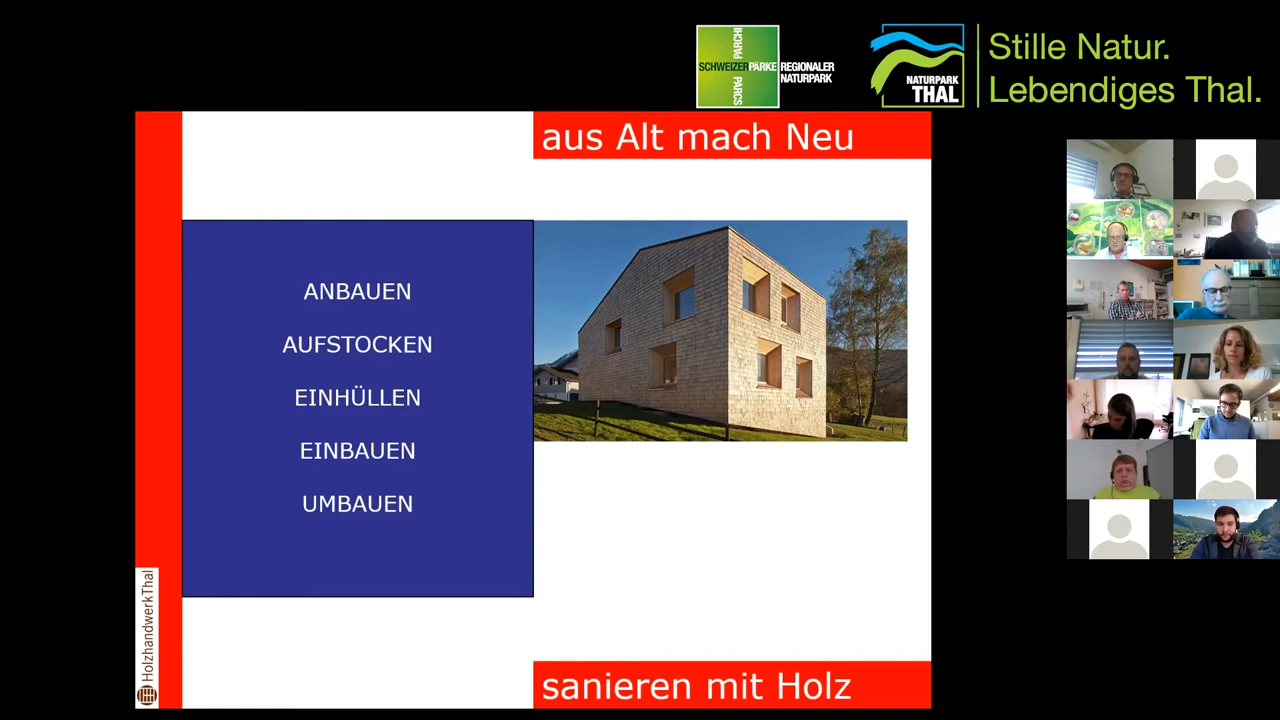 SCHWEIZER PÄRKE
PARCHI
PARCS
REGIONALER
NATURPARK
NATURPARK
THAL
Stille Natur.
Lebendiges Thal.
aus Alt mach Neu
ANBAUEN
AUFSTOCKEN
EINHÜLLEN
EINBAUEN
UMBAUEN
HolzhandwerkThal
sanieren mit Holz